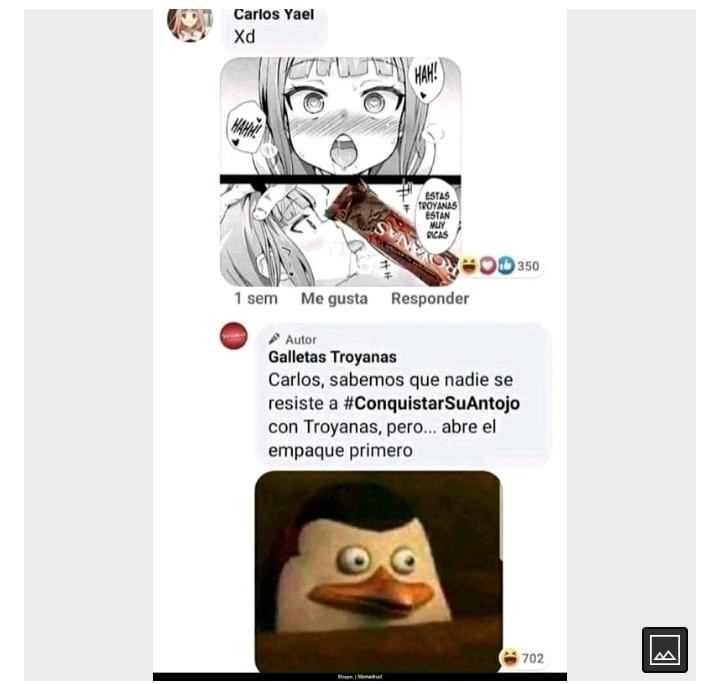 Carlos Yael
Xd
HAH!
HAHH!
ESTAS
TROYANAS
ESTAN
MUY
RICAS
TROYANAS
350
1 sem Me gusta Responder
Autor
Galletas Troyanas
Carlos, sabemos que nadie se
resiste a #ConquistarSuAntojo
con Troyanas, pero... abre el
empaque primero
702